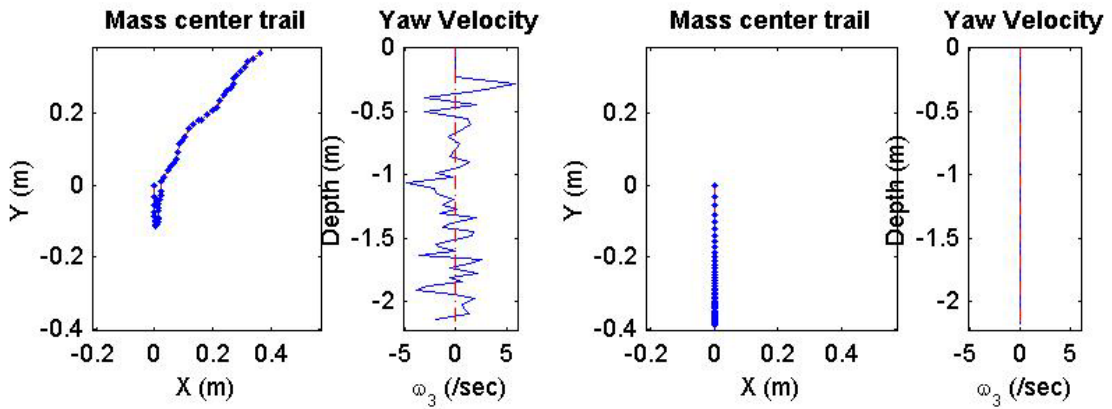 Mass center trail
Yaw Velocity
Mass center trail
Yaw Velocity
0.2
0
-0.2
-0.4
Y (m)
-0.2 0 0.2 0.4
X (m)
0
-0.5
-1
-1.5
-2
Depth (m)
-5 0 5
ω3 (/sec)
0.2
0
-0.2
-0.4
Y (m)
-0.2 0 0.2 0.4
X (m)
0
-0.5
-1
-1.5
-2
Depth (m)
-5 0 5
ω3 (/sec)